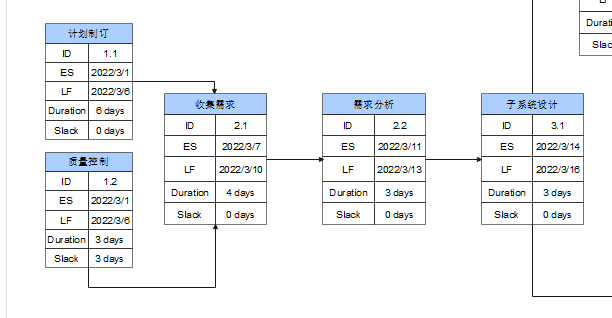 计划制订
ID 1.1
ES 2022/3/1
LF 2022/3/6
Duration 6 days
Slack 0 days
质量控制
ID 1.2
ES 2022/3/1
LF 2022/3/6
Duration 3 days
Slack 3 days
收集需求
ID 2.1
ES 2022/3/7
LF 2022/3/10
Duration 4 days
Slack 0 days
需求分析
ID 2.2
ES 2022/3/11
LF 2022/3/13
Duration 3 days
Slack 0 days
子系统设计
ID 3.1
ES 2022/3/14
LF 2022/3/16
Duration 3 days
Slack 0 days
Durati
Slac